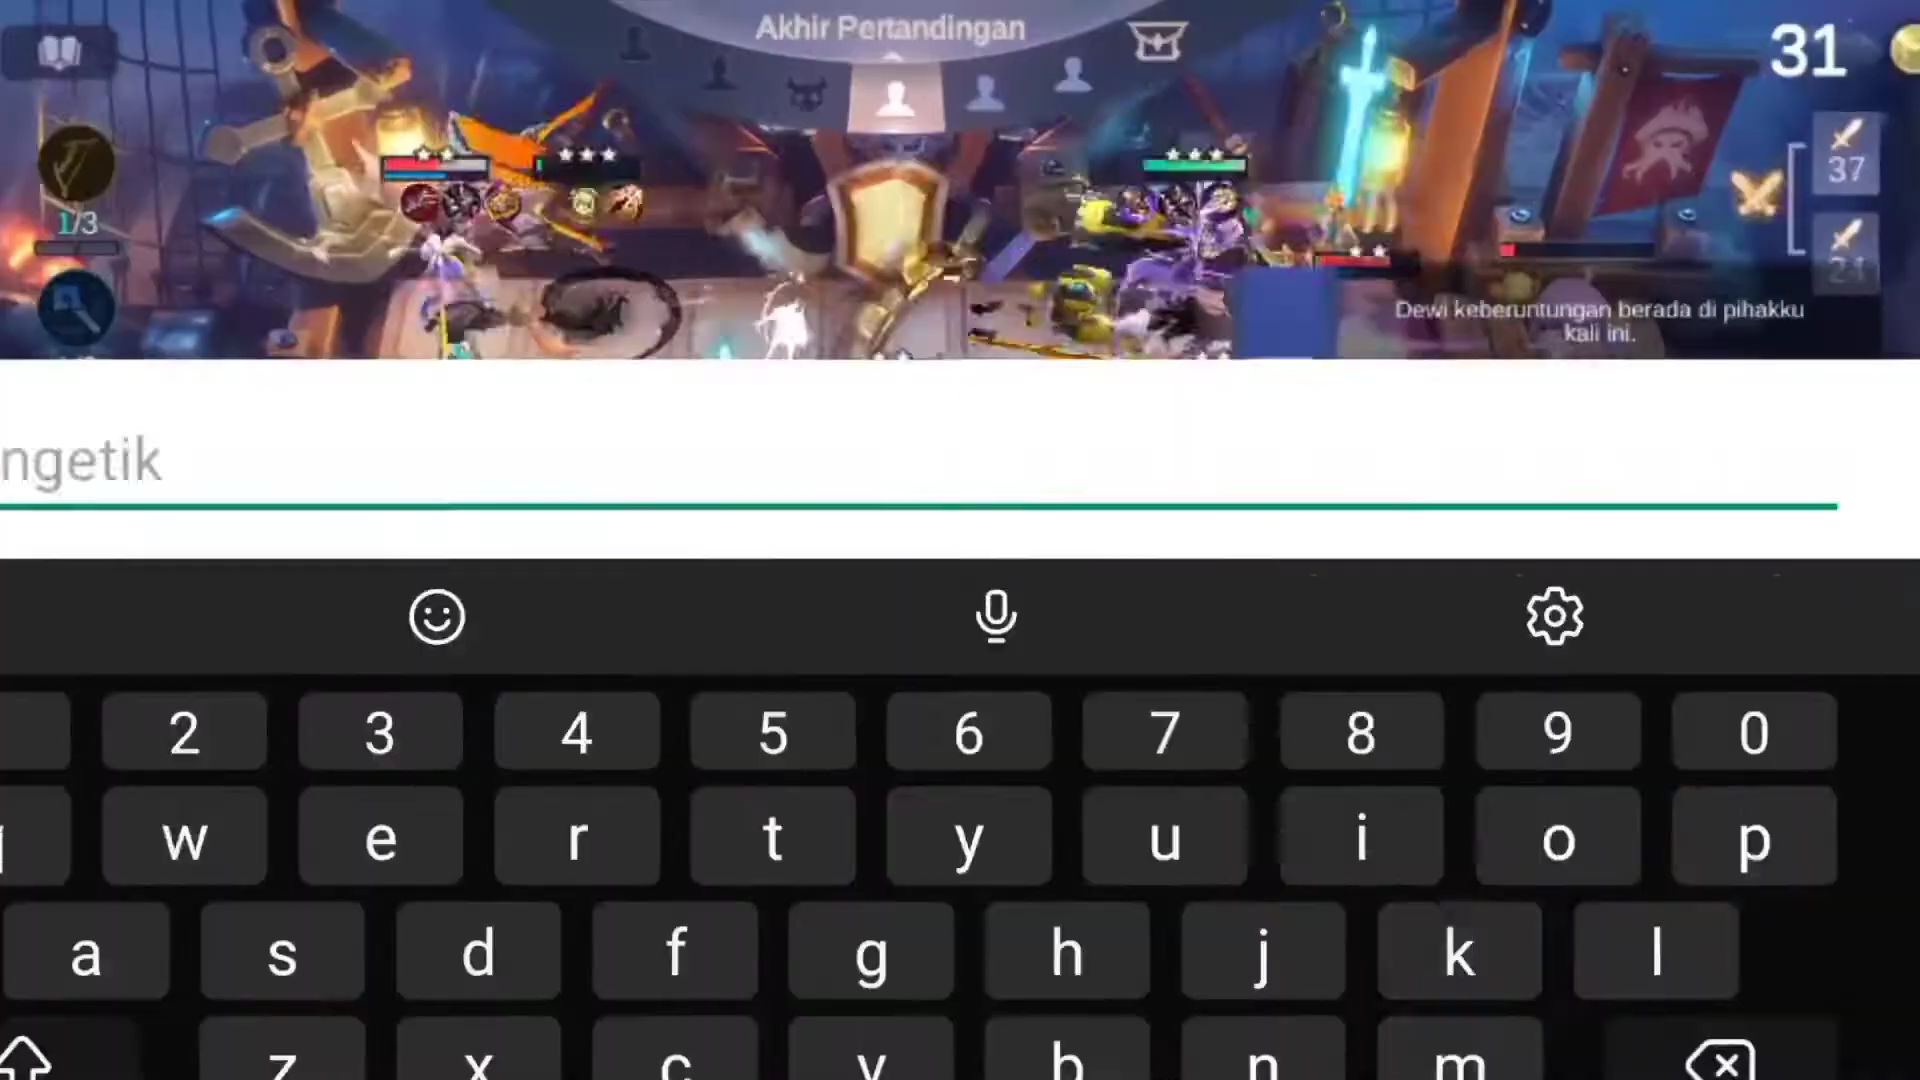 Akhir Pertandingan
31
37
21
1/3
Dewi keberuntungan berada di pihakku
kali ini.
ngetik
2 3 4 5 6 7 8 9 0
w e r t y u i o p
a s d f g h j k l
z x c v b n m